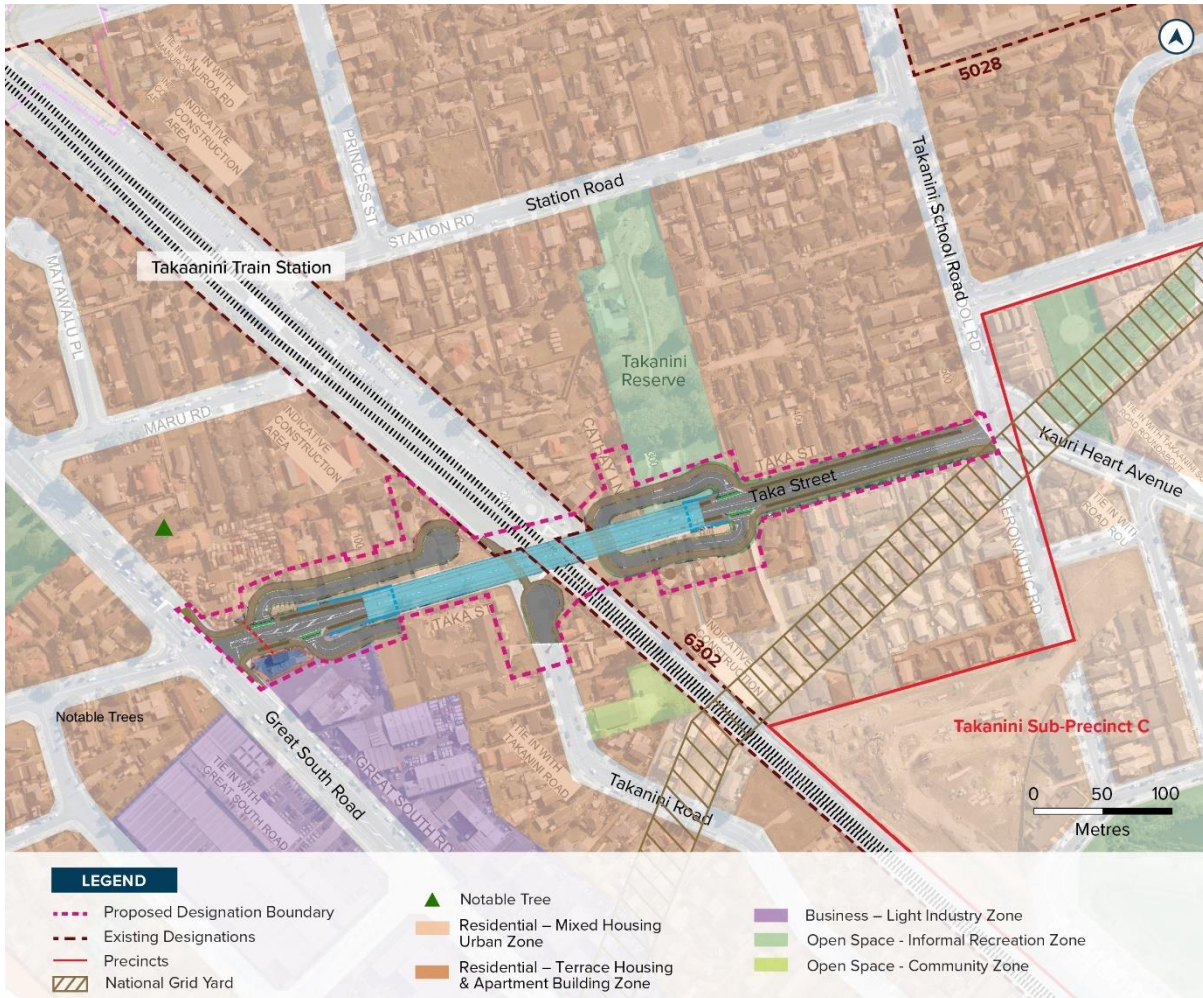 5028
TIE IN WITH
MANUROA RD
INDICATIVE
CONSTRUCTION
AREA
PRINCESS ST
Station Road
STATION RD
Takanini School Road
Takaanini Train Station
MATAWALU PL
MARU RD
INDICATIVE
CONSTRUCTION
AREA
Takanini
Reserve
Kauri Heart Avenue
TAKA ST
Taka Street
TAKA ST
6302
INDICATIVE
CONSTRUCTION
Notable Trees
Great South Road
GREAT SOUTH RD
TIE IN WITH
GREAT SOUTH ROAD
TIE IN WITH
TAKANINI ROAD
Takanini Road
Takanini Sub-Precinct C
0 50 100
Metres
LEGEND
Proposed Designation Boundary
Existing Designations
Precincts
National Grid Yard
Notable Tree
Residential – Mixed Housing
Urban Zone
Residential – Terrace Housing
& Apartment Building Zone
Business – Light Industry Zone
Open Space - Informal Recreation Zone
Open Space - Community Zone